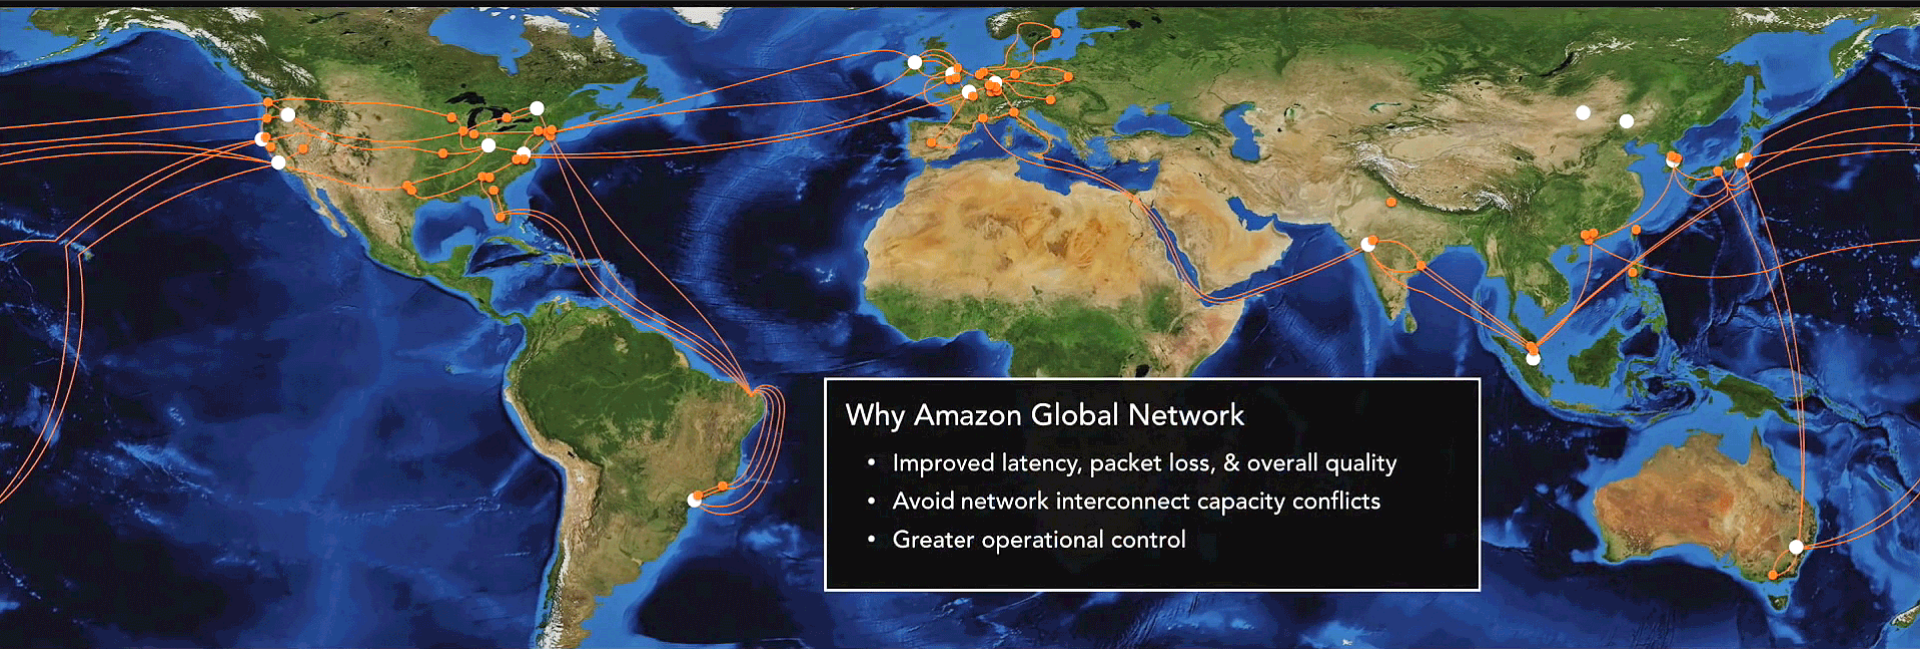 Why Amazon Global Network
• Improved latency, packet loss, & overall quality
• Avoid network interconnect capacity conflicts
• Greater operational control